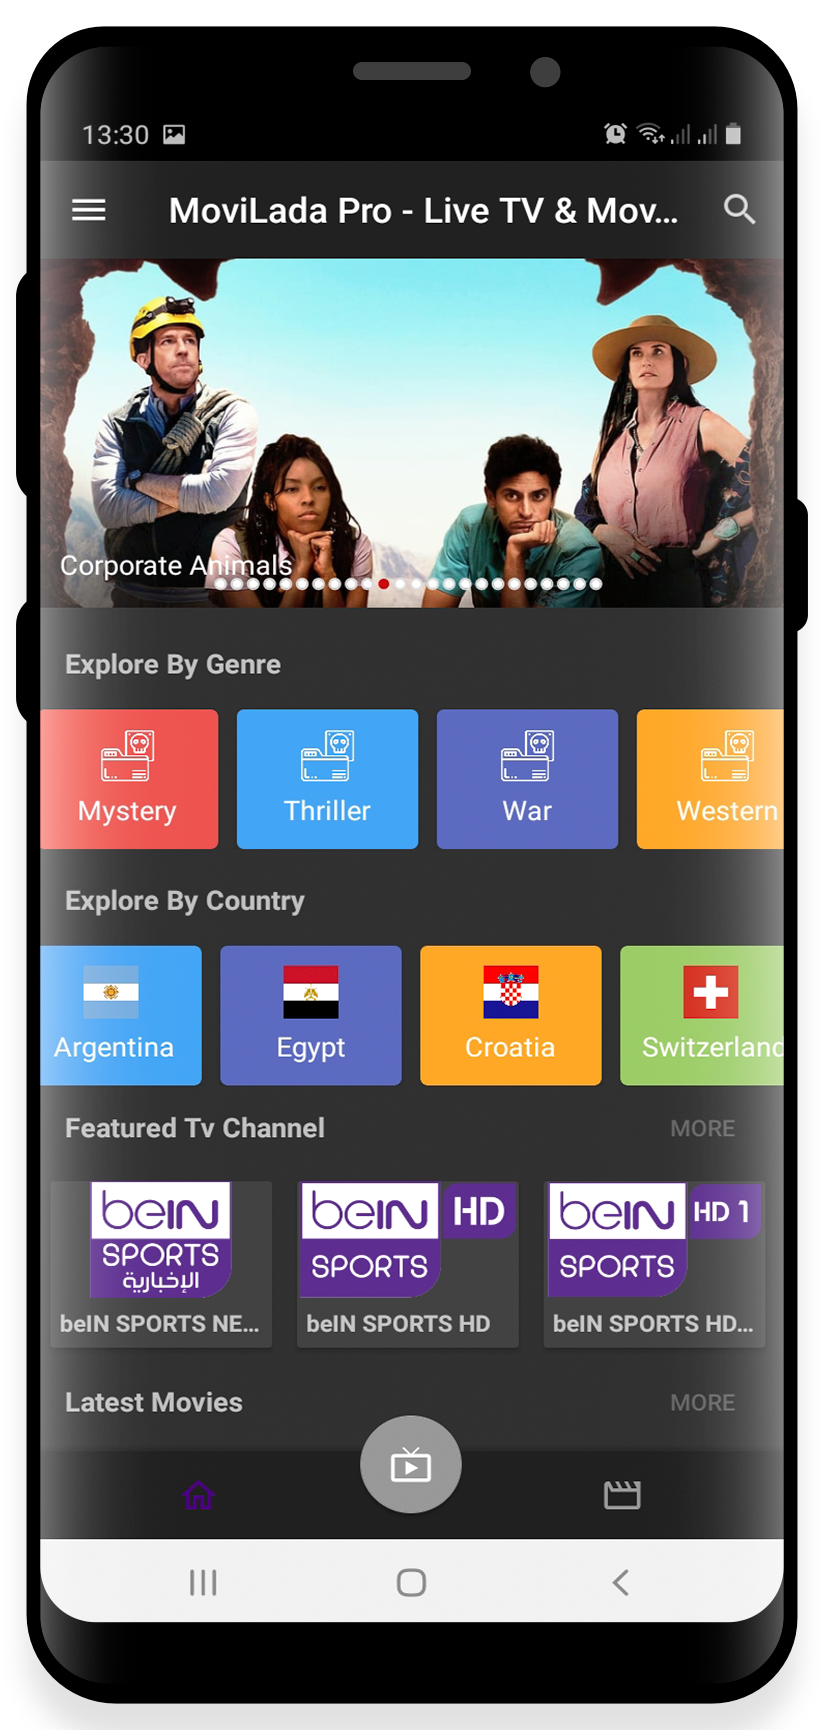 13:30
MoviLada Pro - Live TV & Mov...
Corporate Animals
Explore By Genre
Mystery
Thriller
War
Western
Explore By Country
Argentina
Egypt
Croatia
Switzerland
Featured Tv Channel
MORE
beIN
SPORTS
الإخبارية
beIN
HD
SPORTS
beIN
HD 1
SPORTS
beIN SPORTS NE...
beIN SPORTS HD
beIN SPORTS HD...
Latest Movies
MORE